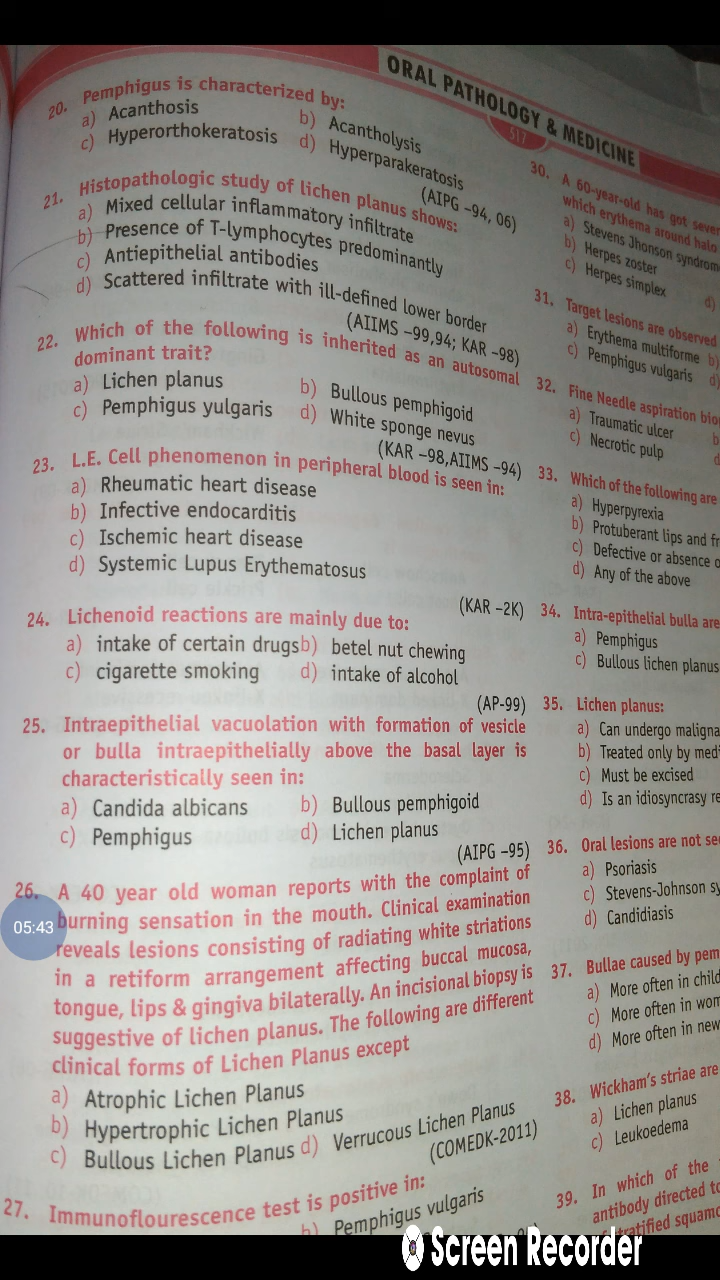 ORAL PATHOLOGY & MEDICINE
517
20. Pemphigus is characterized by:
a) Acanthosis b) Acantholysis
c) Hyperorthokeratosis d) Hyperparakeratosis
(AIPG -94, 06)
21. Histopathologic study of lichen planus shows:
a) Mixed cellular inflammatory infiltrate
b) Presence of T-lymphocytes predominantly
c) Antiepithelial antibodies
d) Scattered infiltrate with ill-defined lower border
(AIIMS -99,94; KAR -98)
22. Which of the following is inherited as an autosomal
dominant trait?
a) Lichen planus b) Bullous pemphigoid
c) Pemphigus yulgaris d) White sponge nevus
(KAR -98,AIIMS -94)
23. L.E. Cell phenomenon in peripheral blood is seen in:
a) Rheumatic heart disease
b) Infective endocarditis
c) Ischemic heart disease
d) Systemic Lupus Erythematosus
(KAR -2K)
24. Lichenoid reactions are mainly due to:
a) intake of certain drugs b) betel nut chewing
c) cigarette smoking d) intake of alcohol
(AP-99)
25. Intraepithelial vacuolation with formation of vesicle
or bulla intraepithelially above the basal layer is
characteristically seen in:
a) Candida albicans b) Bullous pemphigoid
c) Pemphigus d) Lichen planus
(AIPG -95)
26. A 40 year old woman reports with the complaint of
burning sensation in the mouth. Clinical examination
reveals lesions consisting of radiating white striations
in a retiform arrangement affecting buccal mucosa,
tongue, lips & gingiva bilaterally. An incisional biopsy is
suggestive of lichen planus. The following are different
clinical forms of Lichen Planus except
a) Atrophic Lichen Planus
b) Hypertrophic Lichen Planus
c) Bullous Lichen Planus d) Verrucous Lichen Planus
(COMEDK-2011)
27. Immunoflourescence test is positive in:
b) Pemphigus vulgaris
30. A 60-year-old has got sever
which erythema around halo
a) Stevens Jhonson syndrom
b) Herpes zoster
c) Herpes simplex d)
31. Target lesions are observed
a) Erythema multiforme b)
c) Pemphigus vulgaris d)
32. Fine Needle aspiration bio
a) Traumatic ulcer b
c) Necrotic pulp d
33. Which of the following are
a) Hyperpyrexia
b) Protuberant lips and fr
c) Defective or absence o
d) Any of the above
34. Intra-epithelial bulla are
a) Pemphigus
c) Bullous lichen planus
35. Lichen planus:
a) Can undergo maligna
b) Treated only by medi
c) Must be excised
d) Is an idiosyncrasy re
36. Oral lesions are not se
a) Psoriasis
c) Stevens-Johnson sy
d) Candidiasis
37. Bullae caused by pem
a) More often in child
c) More often in wom
d) More often in new
38. Wickham's striae are
a) Lichen planus
c) Leukoedema
39. In which of the
antibody directed to
stratified squamo
05:43
Screen Recorder